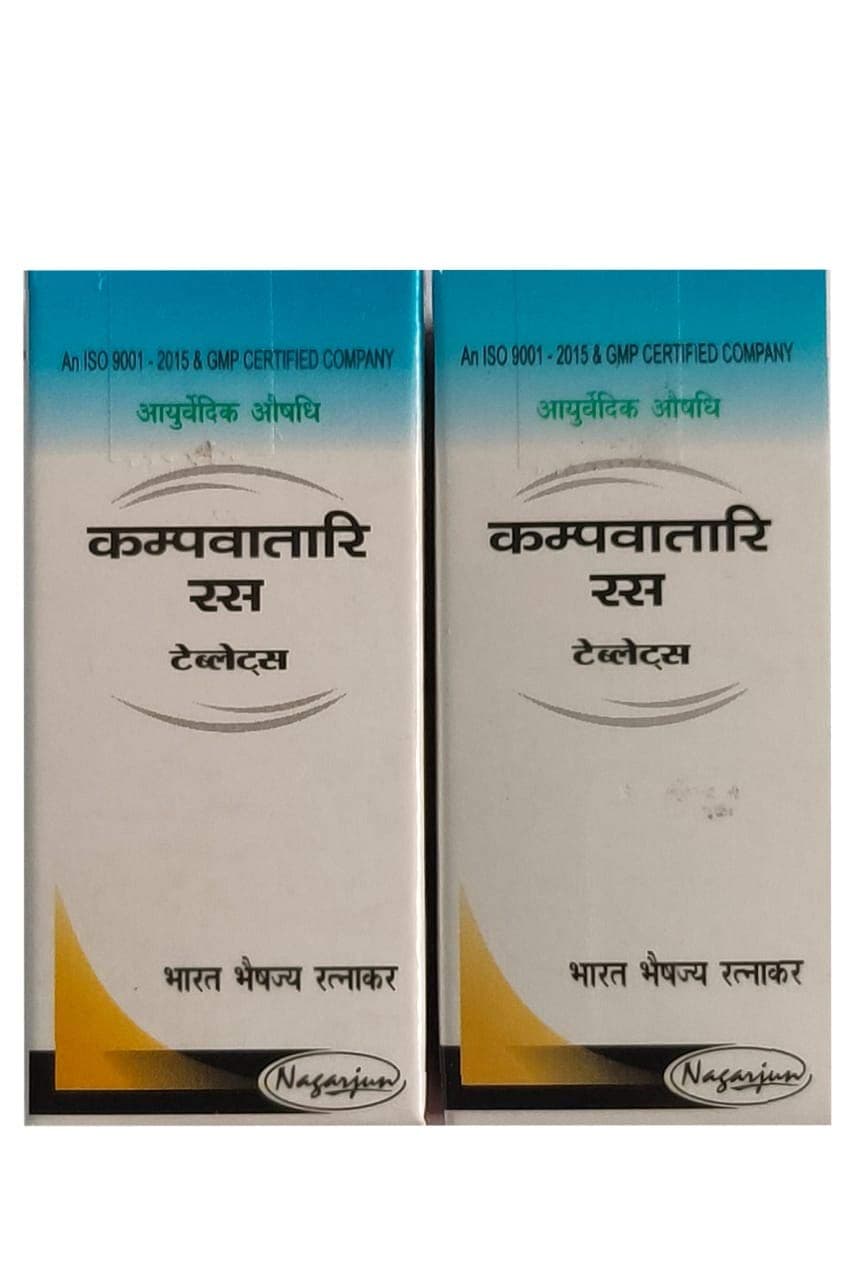 An ISO 9001 - 2015 & GMP CERTIFIED COMPANY
आयुर्वेदिक औषधि
कम्पवातारि
रस
टेब्लेट्स
भारत भैषज्य रत्नाकर
Nagarjun
An ISO 9001 - 2015 & GMP CERTIFIED COMPANY
आयुर्वेदिक औषधि
कम्पवातारि
रस
टेब्लेट्स
भारत भैषज्य रत्नाकर
Nagarjun